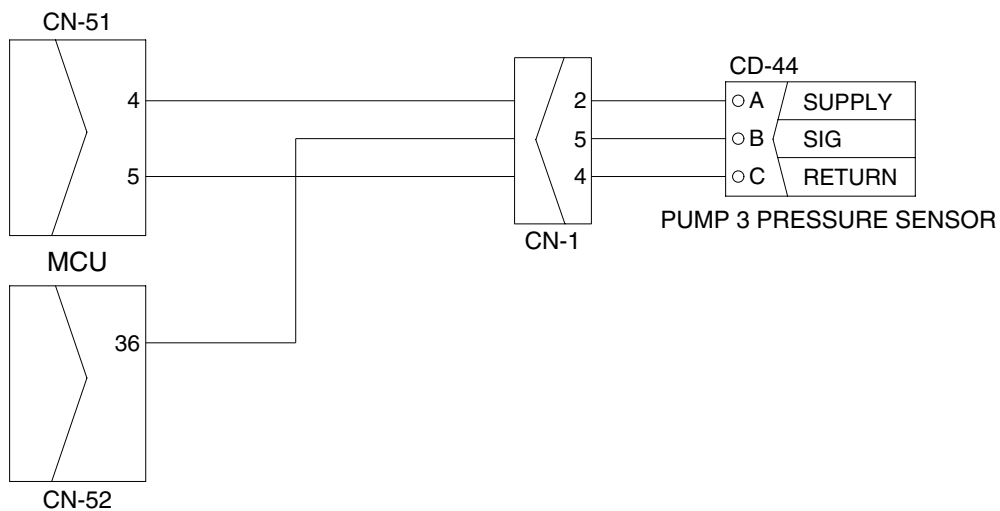 CN-51
4
5
MCU
36
CN-52
2
5
4
CN-1
CD-44
A SUPPLY
B SIG
C RETURN
PUMP 3 PRESSURE SENSOR